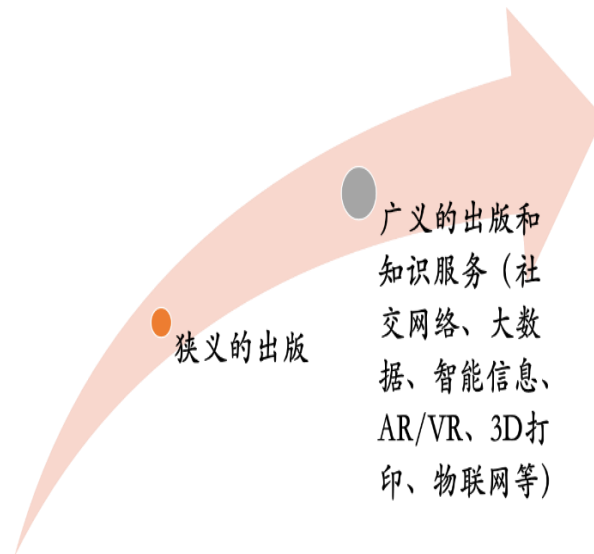 狭义的出版
广义的出版和
知识服务（社
交网络、大数
据、智能信息、
AR/VR、3D打
印、物联网等）